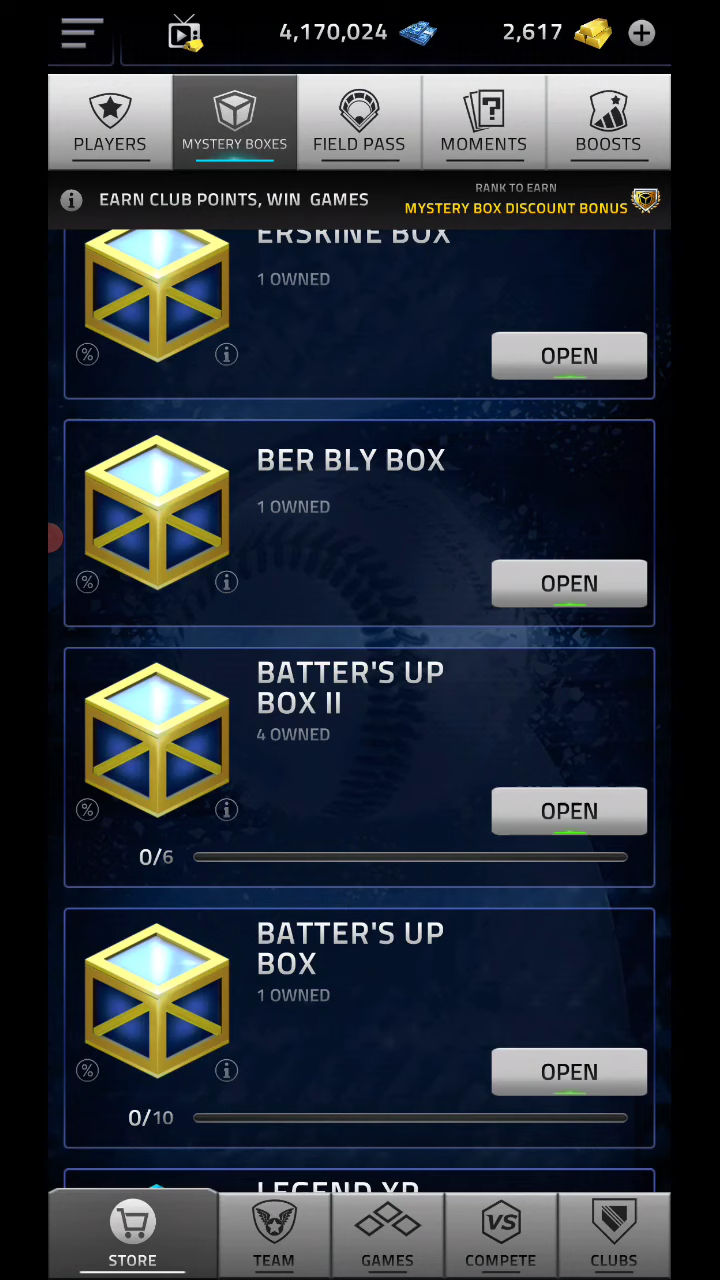 4,170,024
2,617
PLAYERS
MYSTERY BOXES
FIELD PASS
MOMENTS
BOOSTS
EARN CLUB POINTS, WIN GAMES
RANK TO EARN
MYSTERY BOX DISCOUNT BONUS
ERSKINE BOX
1 OWNED
%
i
OPEN
BER BLY BOX
1 OWNED
%
i
OPEN
BATTER'S UP
BOX II
4 OWNED
%
i
OPEN
0/6
BATTER'S UP
BOX
1 OWNED
%
i
OPEN
0/10
LEGEND XP
STORE
TEAM
GAMES
VS
COMPETE
CLUBS